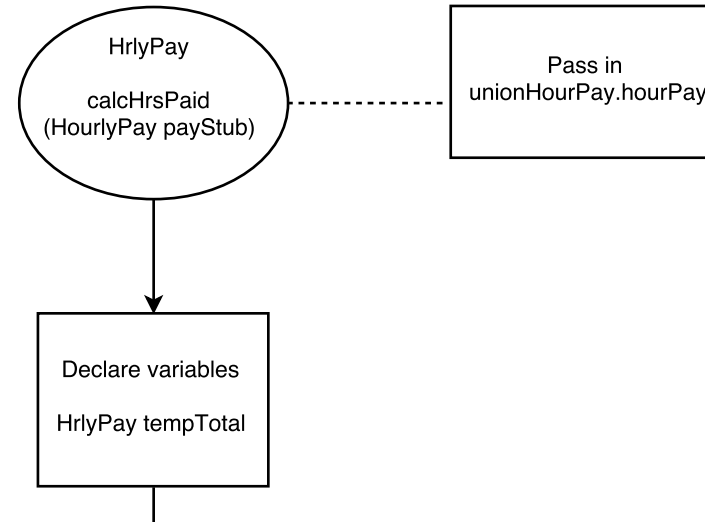 HrlyPay
calcHrsPaid
(HourlyPay payStub)
Pass in
unionHourPay.hourPay
Declare variables
HrlyPay tempTotal